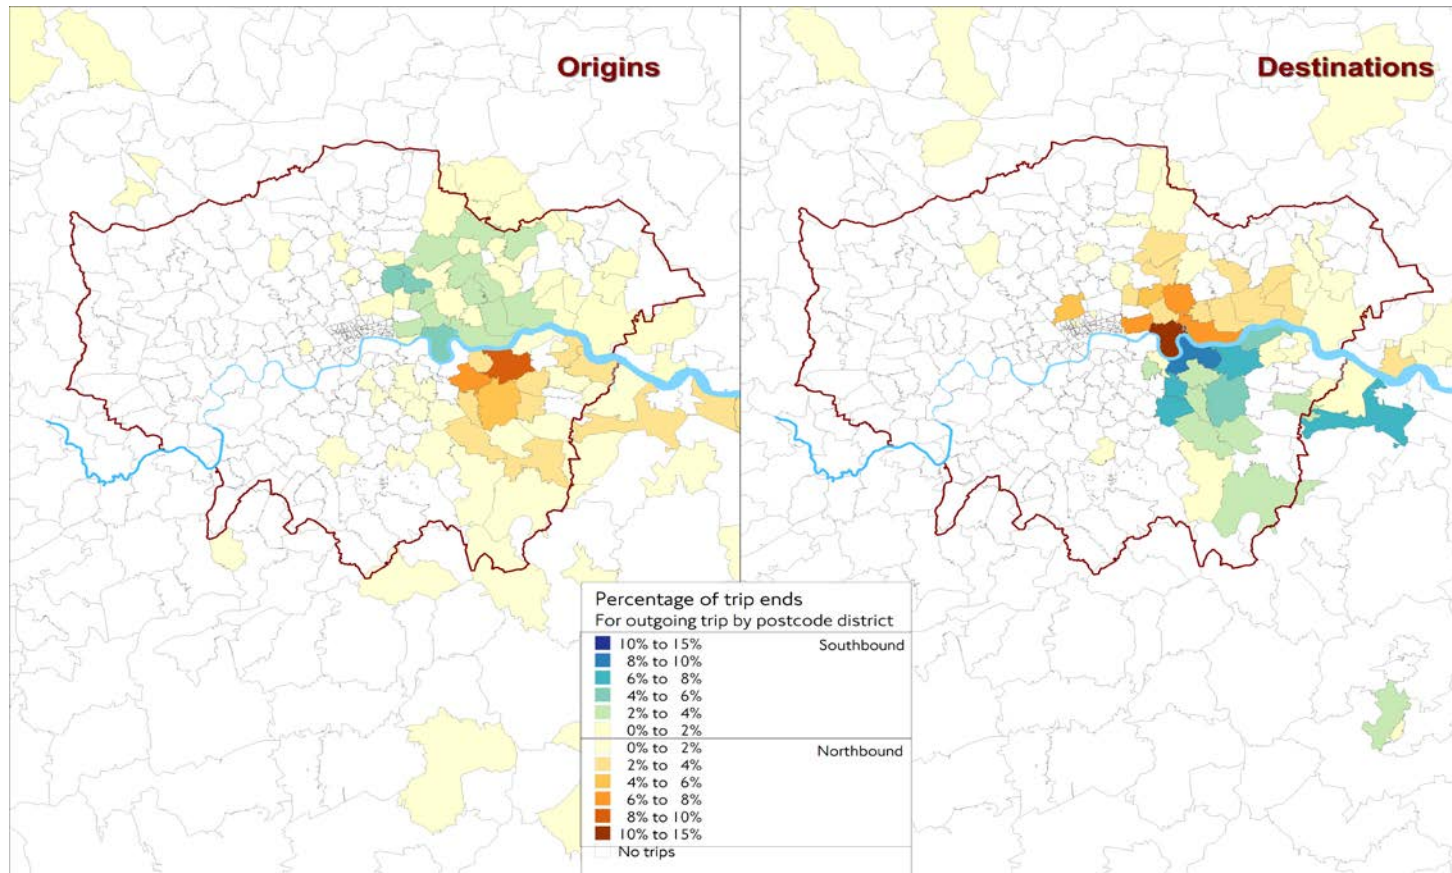 Origins
Destinations
Percentage of trip ends
For outgoing trip by postcode district
10% to 15% Southbound
8% to 10%
6% to 8%
4% to 6%
2% to 4%
0% to 2%
0% to 2% Northbound
2% to 4%
4% to 6%
6% to 8%
8% to 10%
10% to 15%
No trips